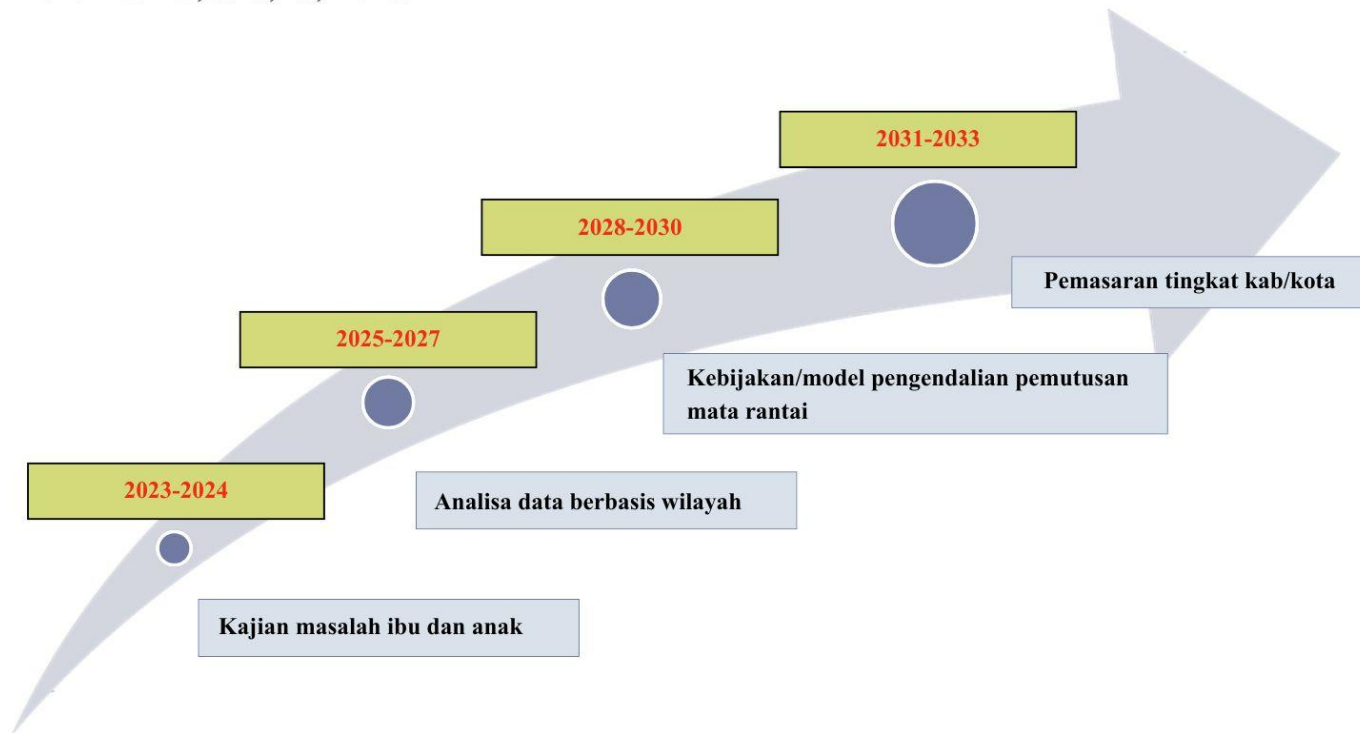 2031-2033
2028-2030
Pemasaran tingkat kab/kota
2025-2027
Kebijakan/model pengendalian pemutusan
mata rantai
2023-2024
Analisa data berbasis wilayah
Kajian masalah ibu dan anak